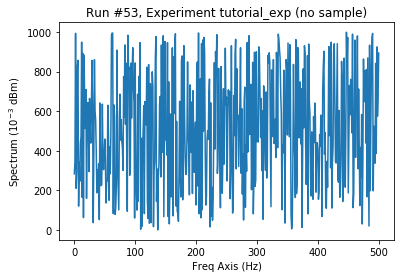 Run #53, Experiment tutorial_exp (no sample)
1000
800
600
400
200
0
Spectrum (10⁻³ dBm)
0 100 200 300 400 500
Freq Axis (Hz)